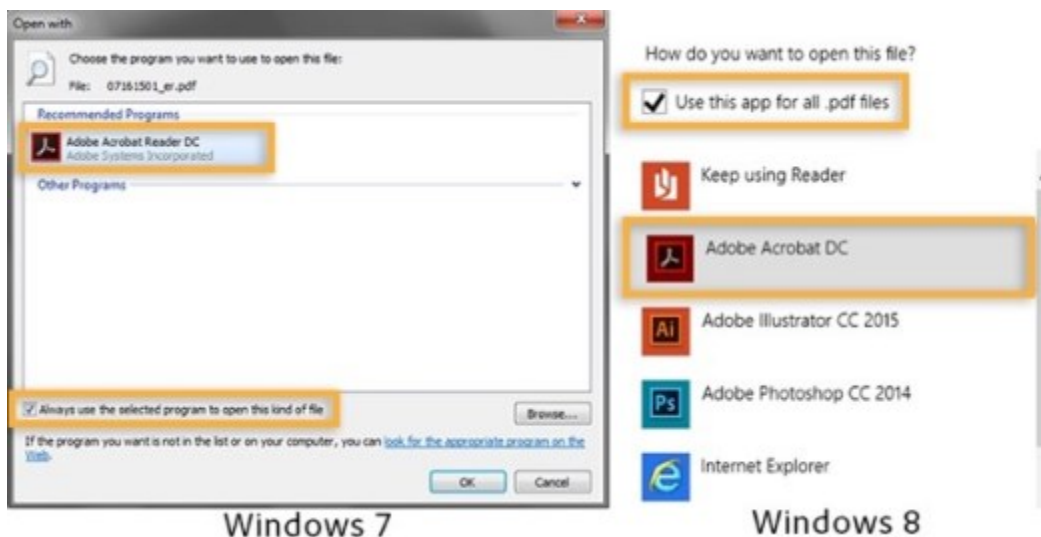 Open with
Choose the program you want to use to open this file:
File: 07161501_er.pdf
Recommended Programs
Adobe Acrobat Reader DC
Adobe Systems Incorporated
Other Programs
Always use the selected program to open this kind of file
Browse...
If the program you want is not in the list or on your computer, you can look for the appropriate program on the
Web.
OK Cancel
Windows 7
How do you want to open this file?
Use this app for all .pdf files
Keep using Reader
Adobe Acrobat DC
Ai Adobe Illustrator CC 2015
Ps Adobe Photoshop CC 2014
Internet Explorer
Windows 8